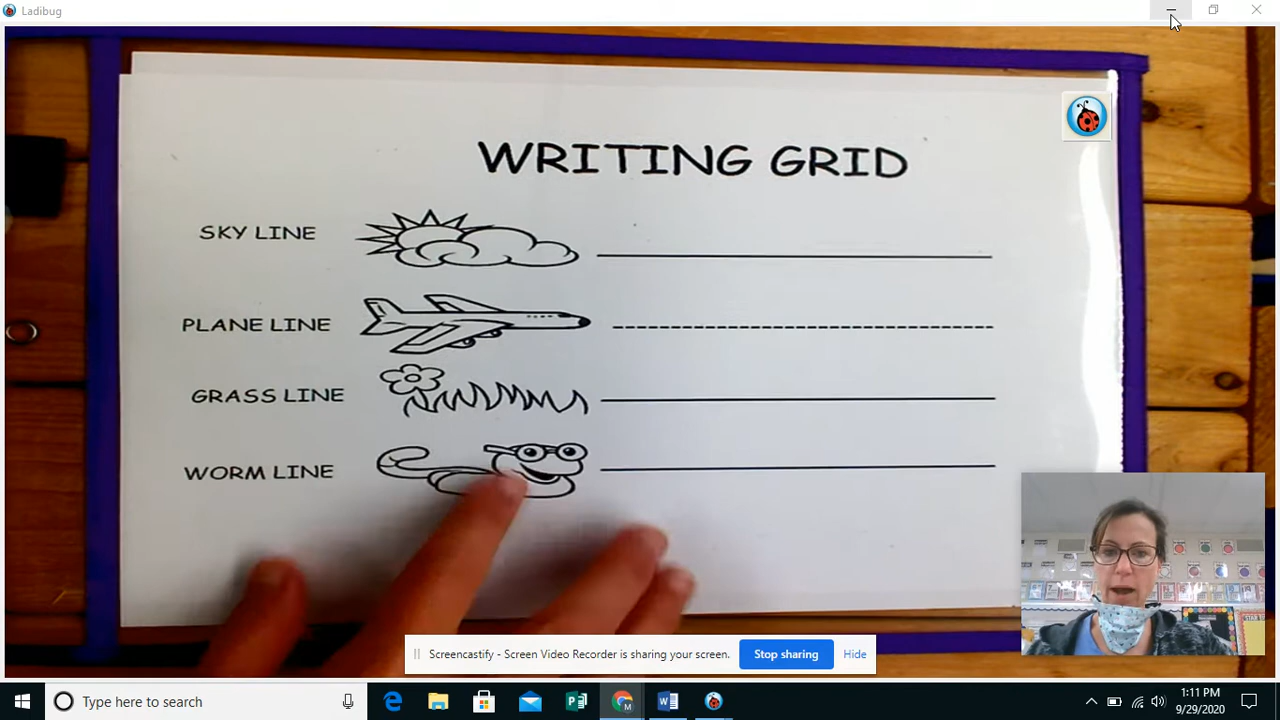 Ladibug
WRITING GRID
SKY LINE
PLANE LINE
GRASS LINE
WORM LINE
Screencastify - Screen Video Recorder is sharing your screen.
Stop sharing
Hide
Type here to search
1:11 PM
9/29/2020